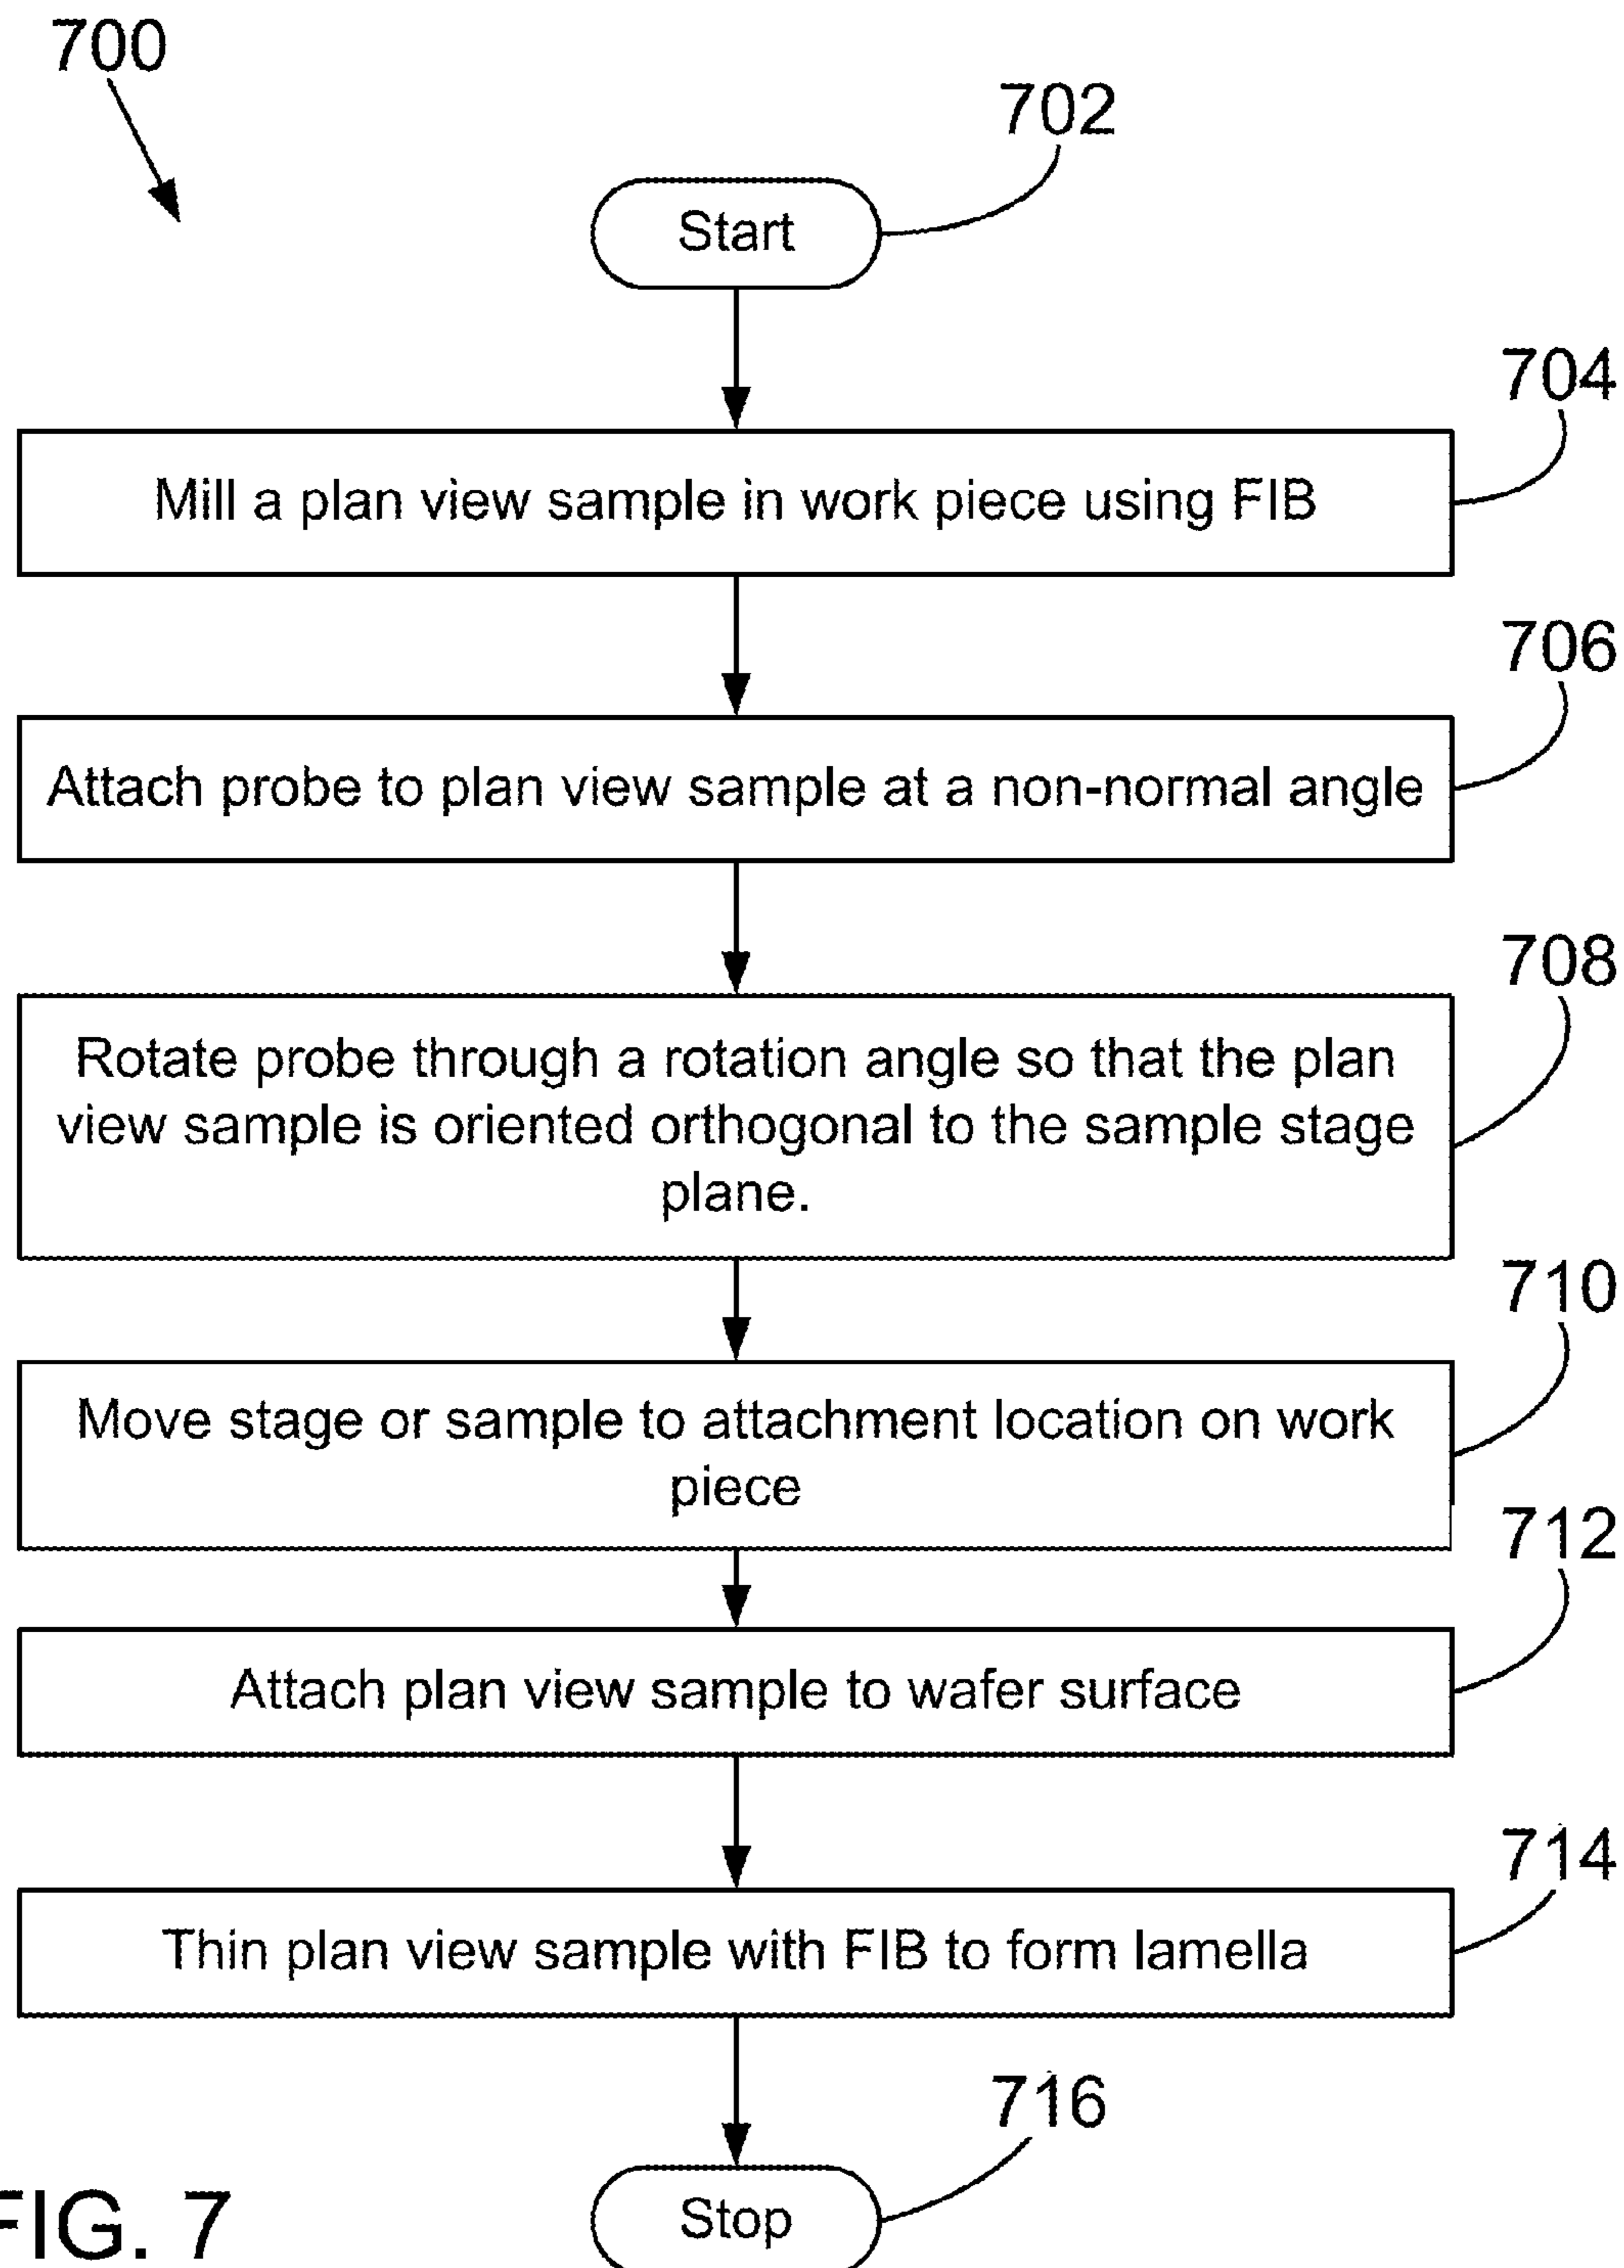 700
702
Start
704
Mill a plan view sample in work piece using FIB
706
Attach probe to plan view sample at a non-normal angle
708
Rotate probe through a rotation angle so that the plan
view sample is oriented orthogonal to the sample stage
plane.
710
Move stage or sample to attachment location on work
piece
712
Attach plan view sample to wafer surface
714
Thin plan view sample with FIB to form lamella
716
Stop
FIG. 7